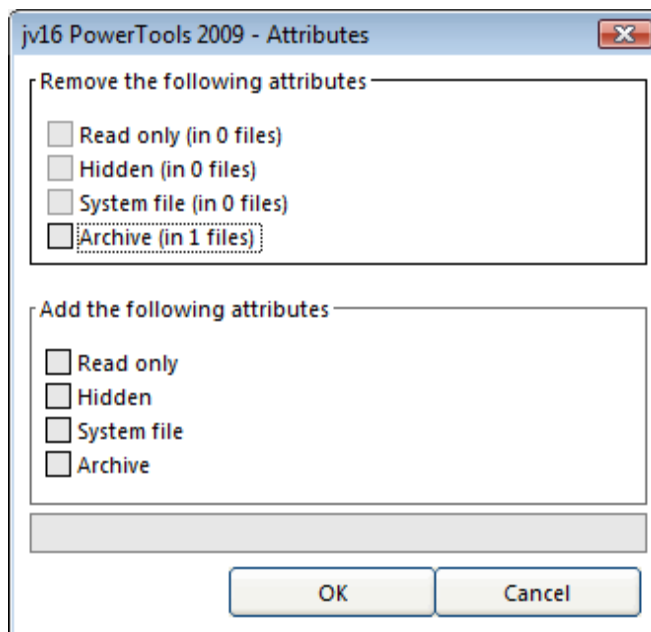 jv16 PowerTools 2009 - Attributes
Remove the following attributes
Read only (in 0 files)
Hidden (in 0 files)
System file (in 0 files)
Archive (in 1 files)
Add the following attributes
Read only
Hidden
System file
Archive
OK
Cancel